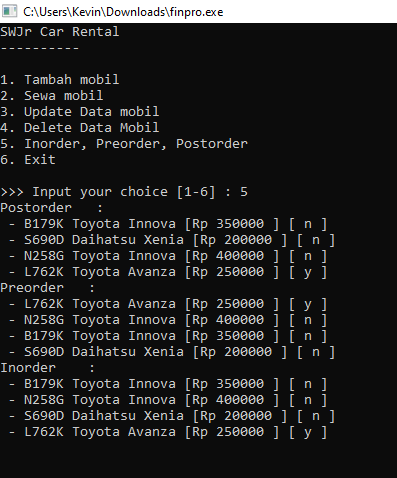 C:\Users\Kevin\Downloads\finpro.exe
SWJr Car Rental
----------
1. Tambah mobil
2. Sewa mobil
3. Update Data mobil
4. Delete Data Mobil
5. Inorder, Preorder, Postorder
6. Exit
>>> Input your choice [1-6] : 5
Postorder   :
 - B179K Toyota Innova [Rp 350000 ] [ n ]
 - S690D Daihatsu Xenia [Rp 200000 ] [ n ]
 - N258G Toyota Innova [Rp 400000 ] [ n ]
 - L762K Toyota Avanza [Rp 250000 ] [ y ]
Preorder   :
 - L762K Toyota Avanza [Rp 250000 ] [ y ]
 - N258G Toyota Innova [Rp 400000 ] [ n ]
 - B179K Toyota Innova [Rp 350000 ] [ n ]
 - S690D Daihatsu Xenia [Rp 200000 ] [ n ]
Inorder    :
 - B179K Toyota Innova [Rp 350000 ] [ n ]
 - N258G Toyota Innova [Rp 400000 ] [ n ]
 - S690D Daihatsu Xenia [Rp 200000 ] [ n ]
 - L762K Toyota Avanza [Rp 250000 ] [ y ]